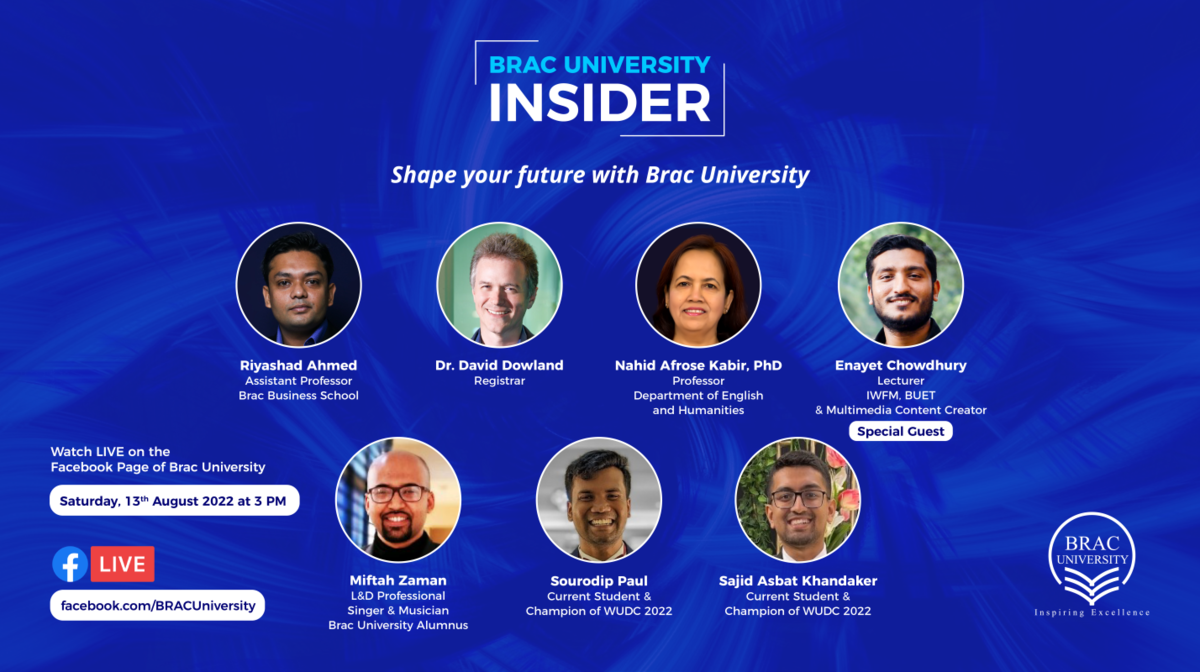 BRAC UNIVERSITY
INSIDER
Shape your future with Brac University
Riyashad Ahmed
Assistant Professor
Brac Business School
Dr. David Dowland
Registrar
Nahid Afrose Kabir, PhD
Professor
Department of English
and Humanities
Enayet Chowdhury
Lecturer
IWFM, BUET
& Multimedia Content Creator
Special Guest
Watch LIVE on the
Facebook Page of Brac University
Saturday, 13th August 2022 at 3 PM
f LIVE
facebook.com/BRACUniversity
Miftah Zaman
L&D Professional
Singer & Musician
Brac University Alumnus
Sourodip Paul
Current Student &
Champion of WUDC 2022
Sajid Asbat Khandaker
Current Student &
Champion of WUDC 2022
BRAC
UNIVERSITY
Inspiring Excellence